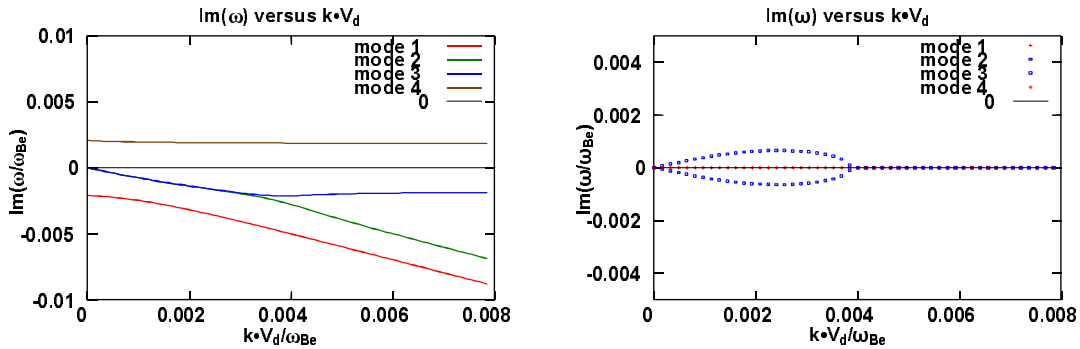 Im(ω) versus k•V_d
0.01
0.005
0
-0.005
-0.01
Im(ω/ω_Be)
mode 1
mode 2
mode 3
mode 4
0
0 0.002 0.004 0.006 0.008
k•V_d/ω_Be
Im(ω) versus k•V_d
0.004
0.002
0
-0.002
-0.004
Im(ω/ω_Be)
mode 1
mode 2
mode 3
mode 4
0
0 0.002 0.004 0.006 0.008
k•V_d/ω_Be